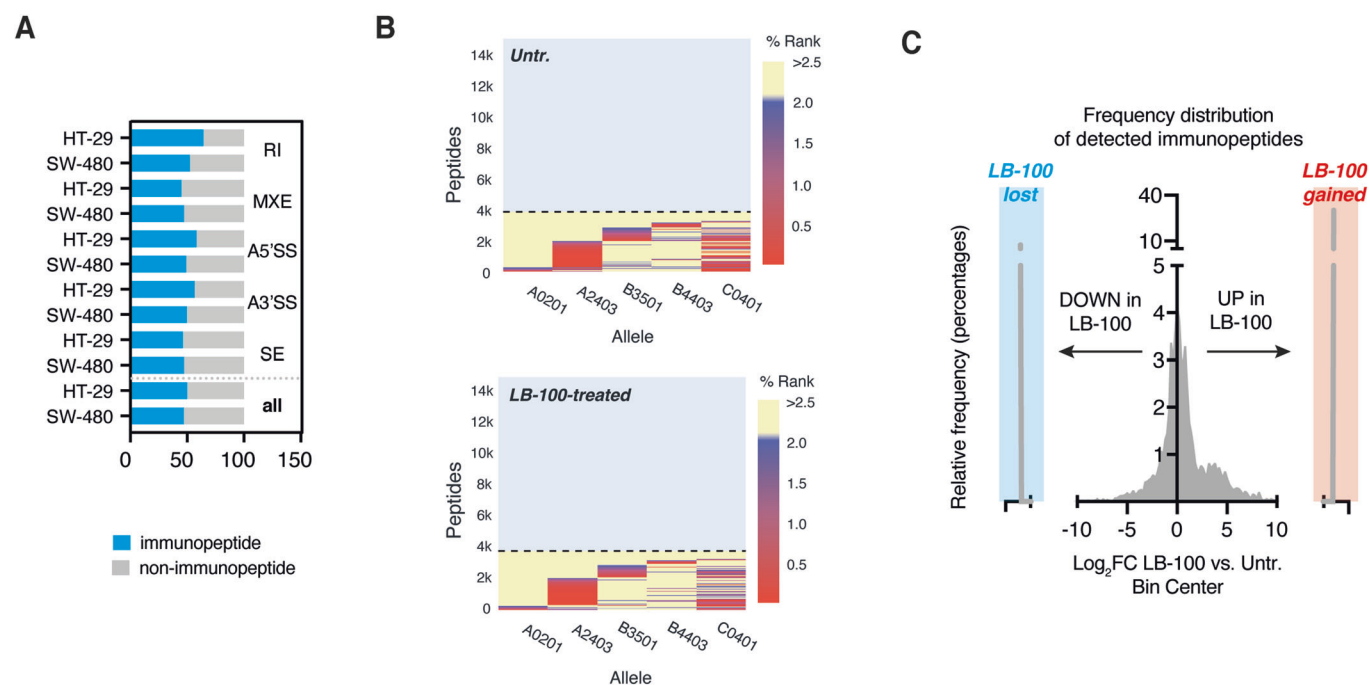 A
HT-29
SW-480
RI
HT-29
SW-480
MXE
HT-29
SW-480
A5'SS
HT-29
SW-480
A3'SS
HT-29
SW-480
SE
HT-29
SW-480
all
0 50 100 150
immunopeptide
non-immunopeptide
B
Untr.
Peptides
14k
12k
10k
8k
6k
4k
2k
0
A0201 A2403 B3501 B4403 C0401
Allele
% Rank
>2.5
2.0
1.5
1.0
0.5
LB-100-treated
Peptides
14k
12k
10k
8k
6k
4k
2k
0
A0201 A2403 B3501 B4403 C0401
Allele
% Rank
>2.5
2.0
1.5
1.0
0.5
C
Frequency distribution
of detected immunopeptides
LB-100
lost
LB-100
gained
Relative frequency (percentages)
40
10
5
4
3
2
1
DOWN in
LB-100
UP in
LB-100
-10 -5 0 5 10
Log₂FC LB-100 vs. Untr.
Bin Center